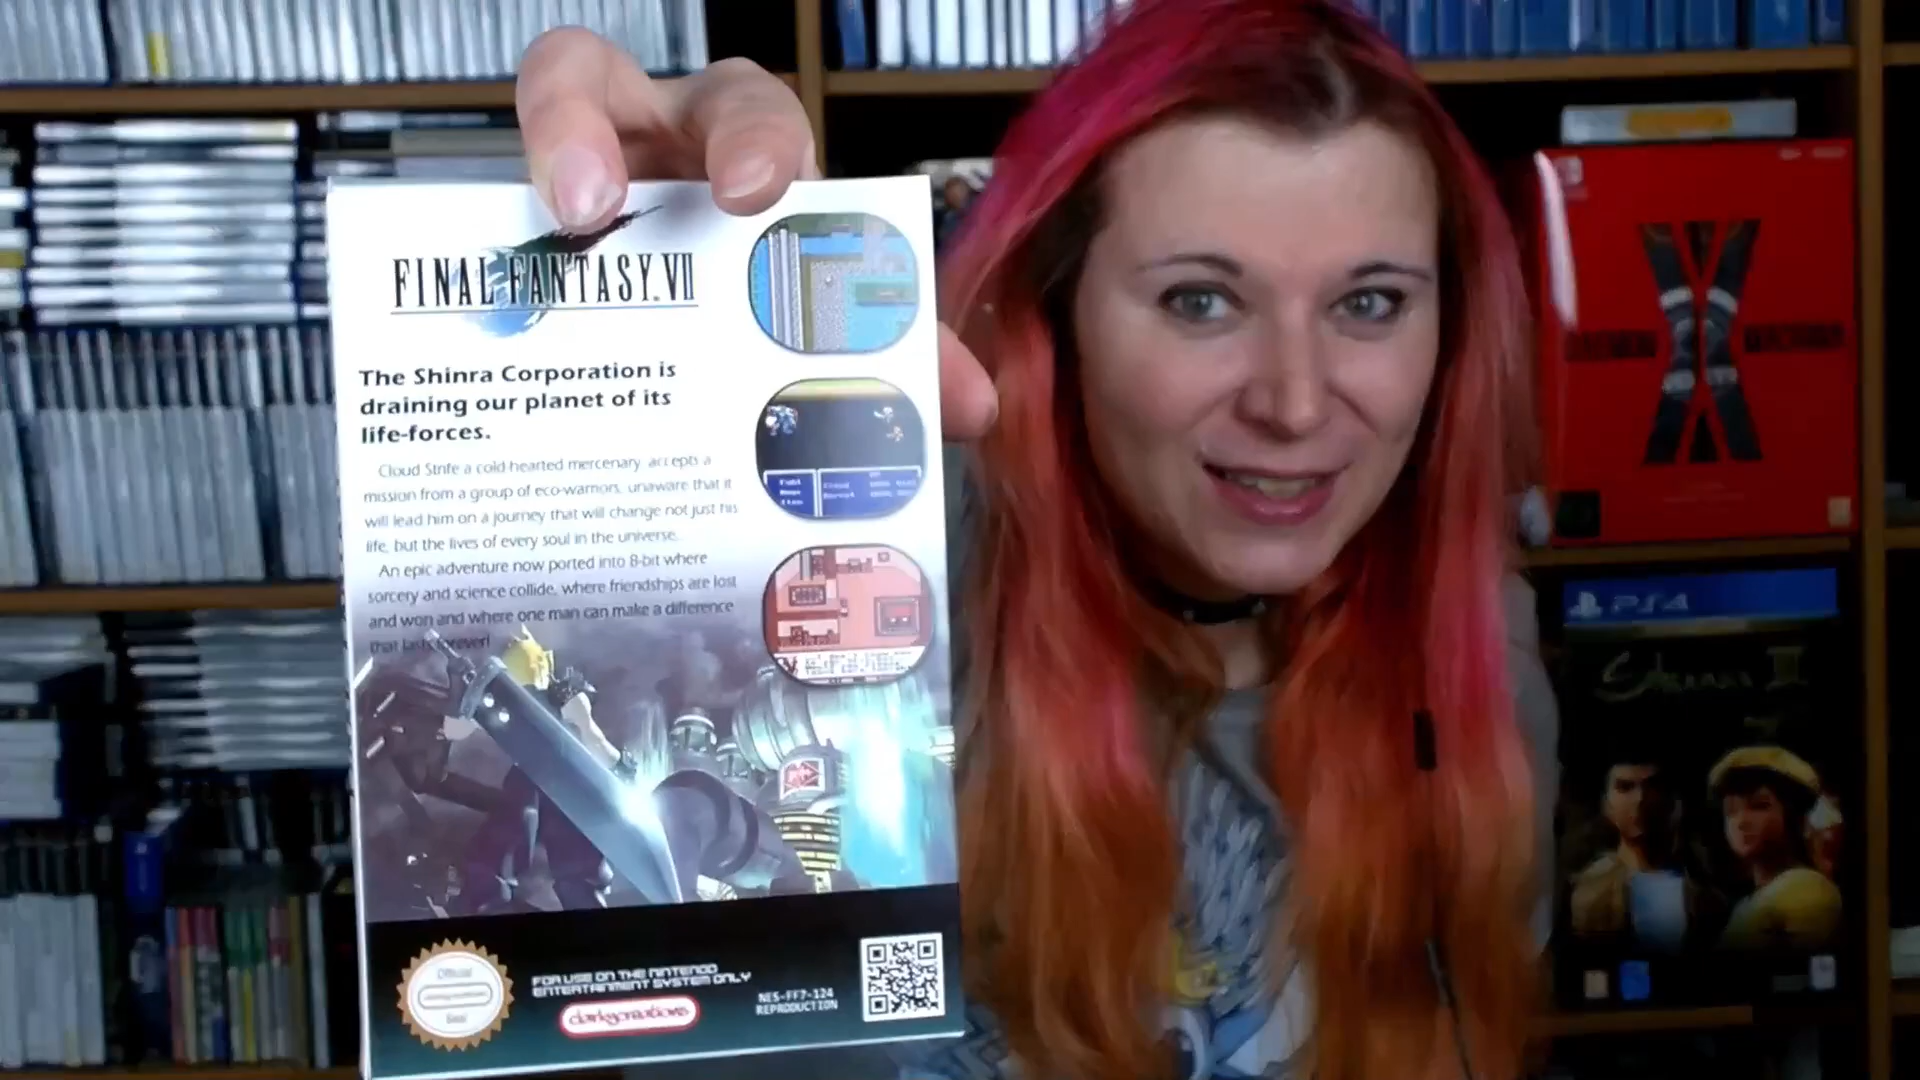 FINAL FANTASY VII
The Shinra Corporation is
draining our planet of its
life-forces.
Cloud Strife a cold hearted mercenary, accepts a
mission from a group of eco-warriors, unaware that it
will lead him on a journey that will change not just his
life, but the lives of every soul in the universe.
An epic adventure now ported into 8-bit where
sorcery and science collide, where friendships are lost
and won and where one man can make a difference
that lasts forever!
Official
Seal
FOR USE ON THE NINTENDO
ENTERTAINMENT SYSTEM ONLY
NES-FF7-124
REPRODUCTION
PS4